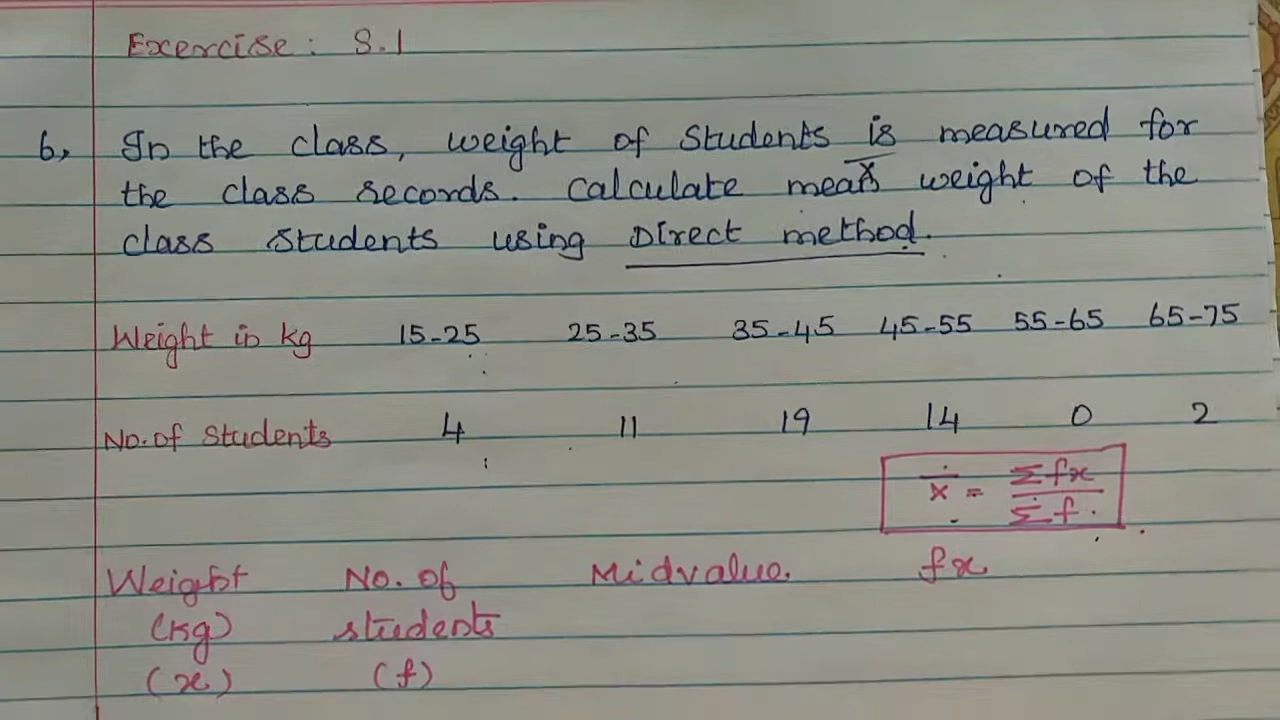 Excercise: 8.1
6, In the class, weight of Students is measured for
the class records. Calculate mean x̅ weight of the
class students using Direct method.
Weight in kg 15-25 25-35 35-45 45-55 55-65 65-75
No. of Students 4 11 19 14 0 2
x̅ = Σfx / Σf.
Weight No. of Midvalue. fx
(kg) students
(x) (f)